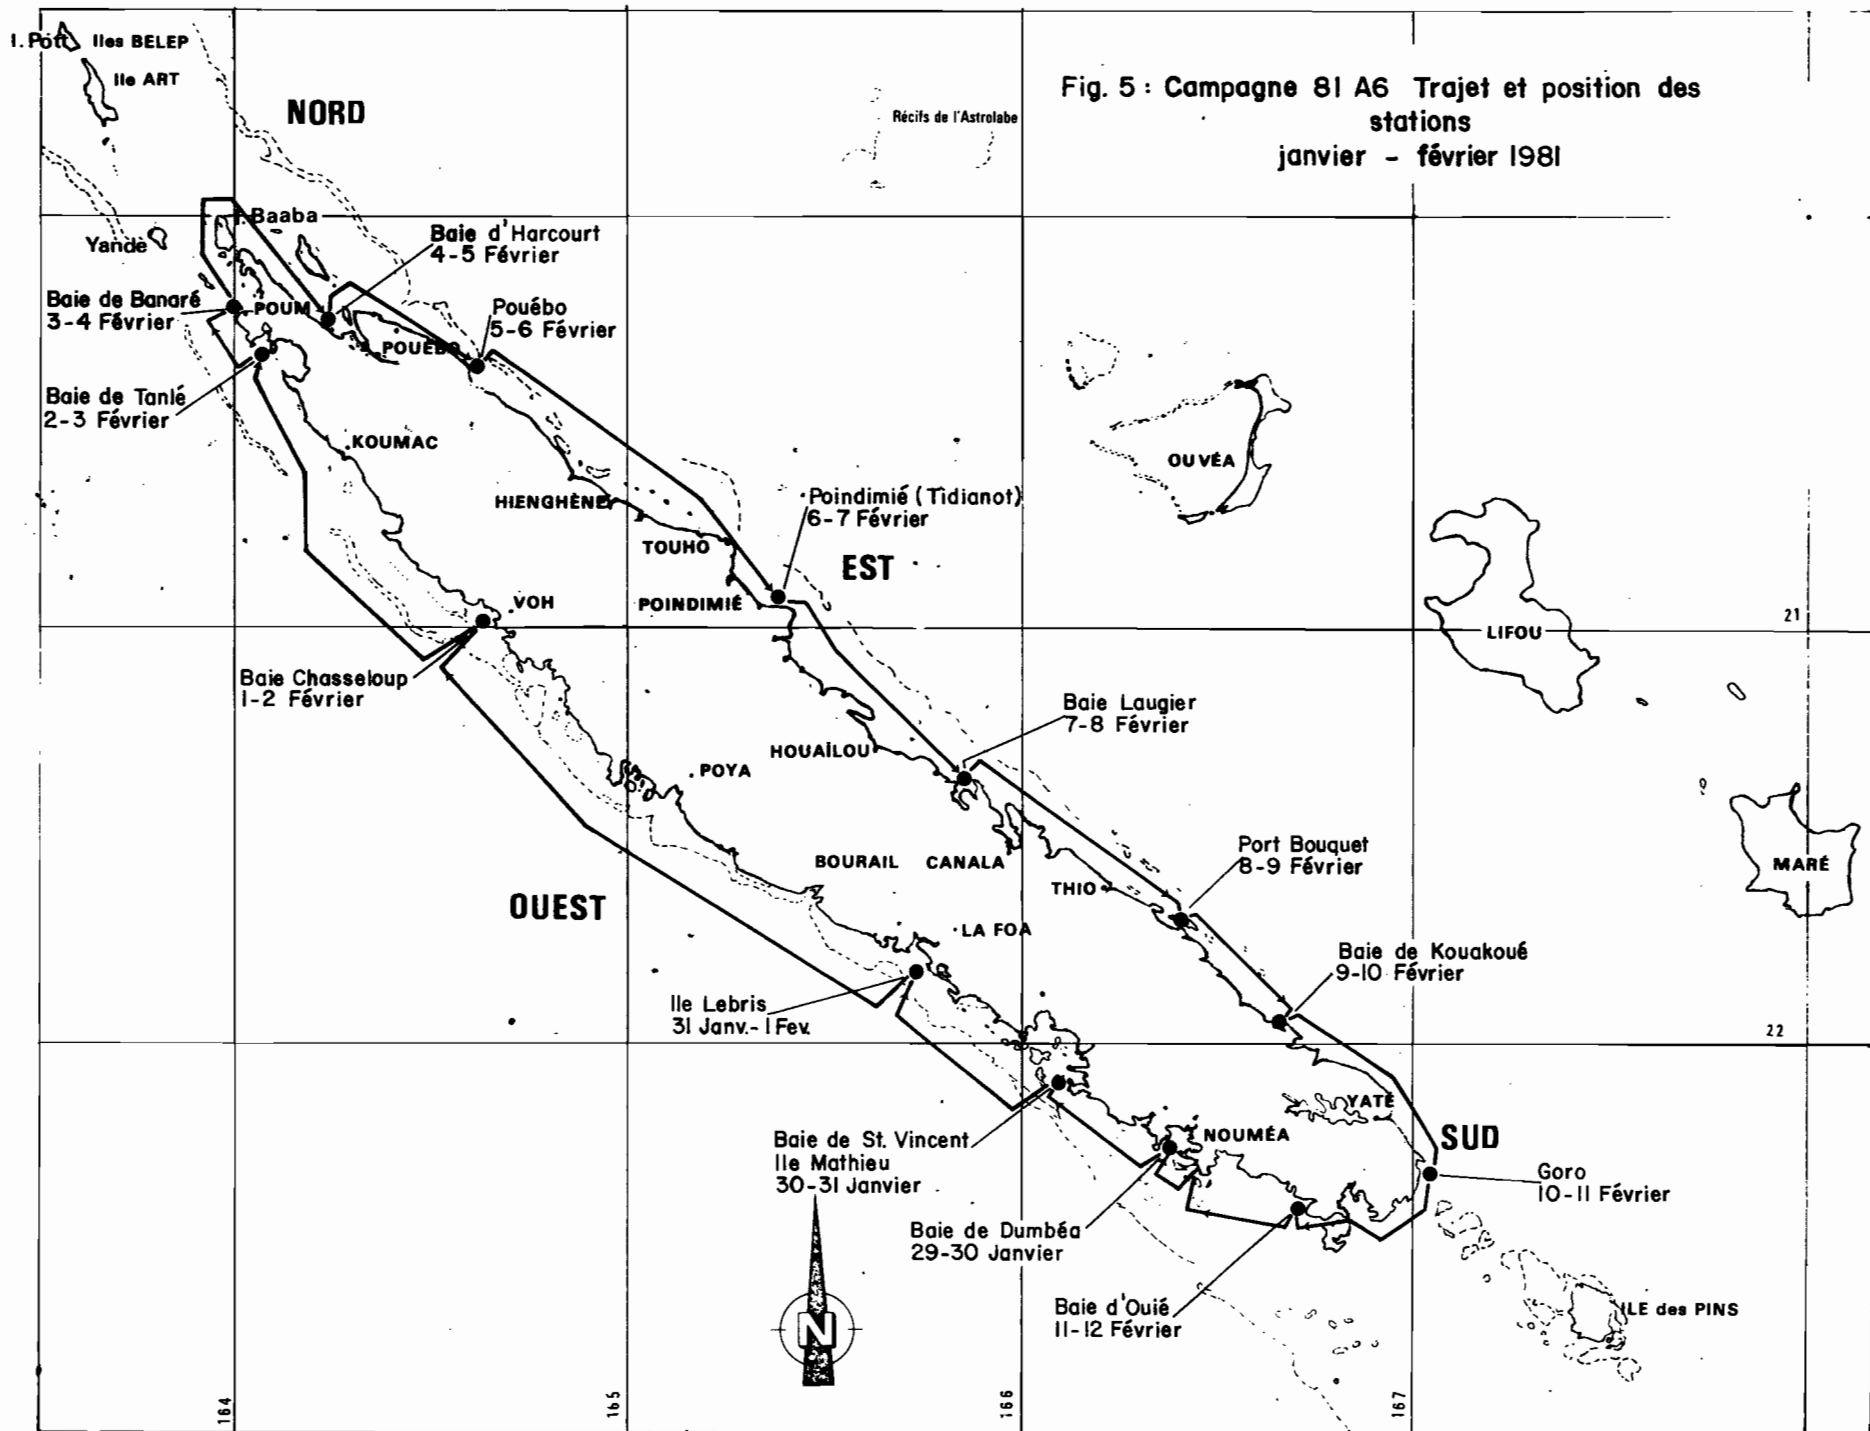 I. Pott
Iles BELEP
Ile ART
NORD
Récifs de l'Astrolabe
Fig. 5 : Campagne 81 A6 Trajet et position des
stations
janvier - février 1981
Baaba
Yande
Baie d'Harcourt
4-5 Février
Baie de Banaré
3-4 Février
POUM
Pouébo
5-6 Février
POUÉBO
Baie de Tanlé
2-3 Février
KOUMAC
OUVÉA
HIENGHÈNE
Poindimié (Tidianot)
6-7 Février
TOUHO
EST
VOH
POINDIMIÉ
21
LIFOU
Baie Chasseloup
1-2 Février
Baie Laugier
7-8 Février
HOUAÏLOU
POYA
Port Bouquet
8-9 Février
BOURAIL
CANALA
THIO
MARÉ
OUEST
LA FOA
Baie de Kouakoué
9-10 Février
Ile Lebris
31 Janv.- 1 Fev.
22
YATÉ
NOUMÉA
SUD
Baie de St. Vincent
Ile Mathieu
30-31 Janvier
Goro
10-11 Février
Baie de Dumbéa
29-30 Janvier
Baie d'Ouié
11-12 Février
ILE des PINS
N
164
165
166
167